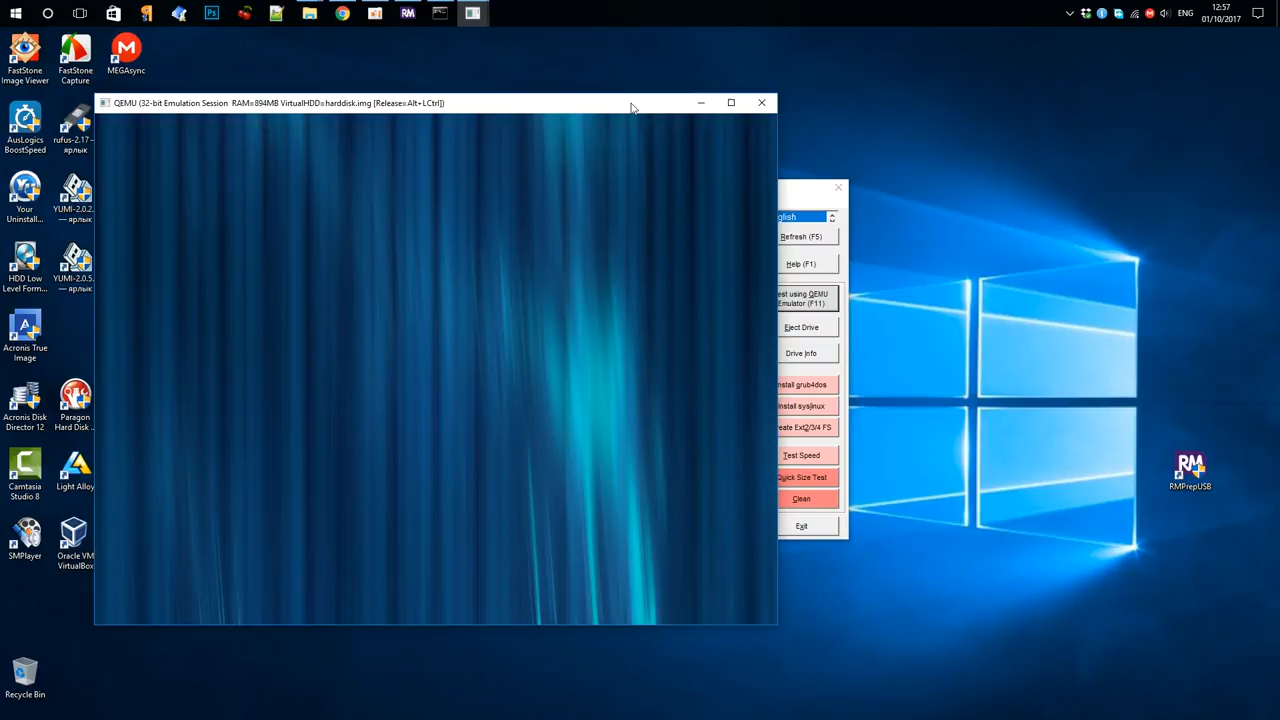 Ps
RM
ENG
12:57
01/10/2017
FastStone
Image Viewer
FastStone
Capture
MEGAsync
AusLogics
BoostSpeed
rufus-2.17 —
ярлык
Your
Uninstall...
YUMI-2.0.2...
— ярлык
HDD Low
Level Form...
YUMI-2.0.5...
— ярлык
Acronis True
Image
Acronis Disk
Director 12
Paragon
Hard Disk ...
Camtasia
Studio 8
Light Alloy
SMPlayer
Oracle VM
VirtualBox
Recycle Bin
QEMU (32-bit Emulation Session RAM=894MB VirtualHDD=harddisk.img [Release=Alt+LCtrl])
glish
Refresh (F5)
Help (F1)
est using QEMU
Emulator (F11)
Eject Drive
Drive Info
nstall grub4dos
nstall syslinux
reate Ext2/3/4 FS
Test Speed
Quick Size Test
Clean
Exit
RM
RMPrepUSB